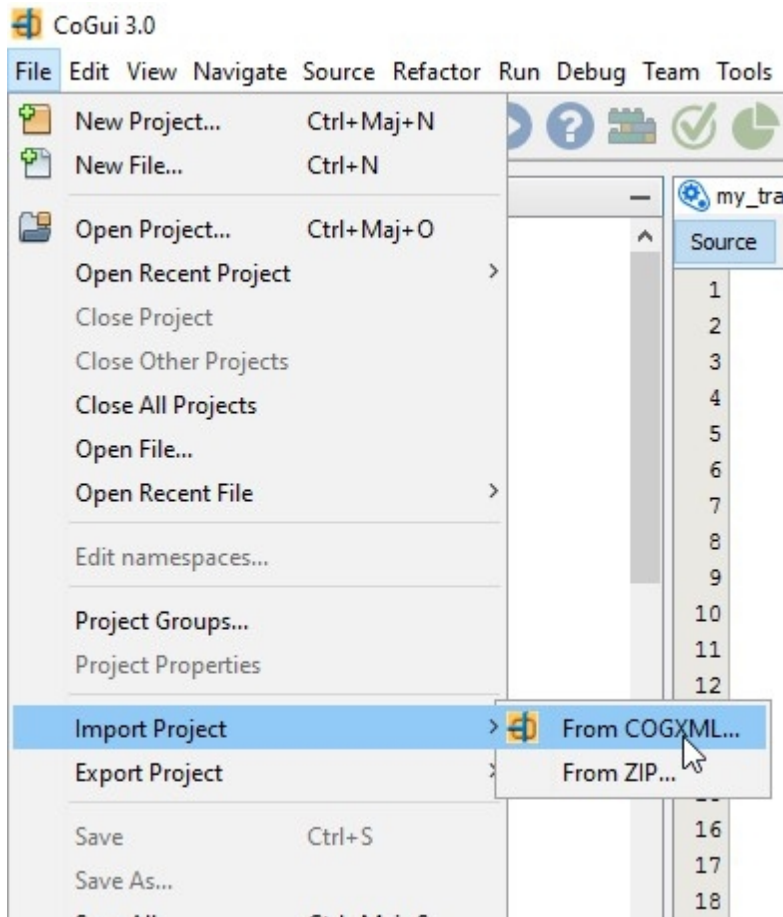 CoGui 3.0
File Edit View Navigate Source Refactor Run Debug Team Tools
New Project... Ctrl+Maj+N
New File... Ctrl+N
my_tra
Open Project... Ctrl+Maj+O
Source
Open Recent Project
Close Project
Close Other Projects
Close All Projects
Open File...
Open Recent File
Edit namespaces...
Project Groups...
Project Properties
Import Project
From COGXML...
Export Project
From ZIP...
Save Ctrl+S
Save As...
1
2
3
4
5
6
7
8
9
10
11
12
16
17
18